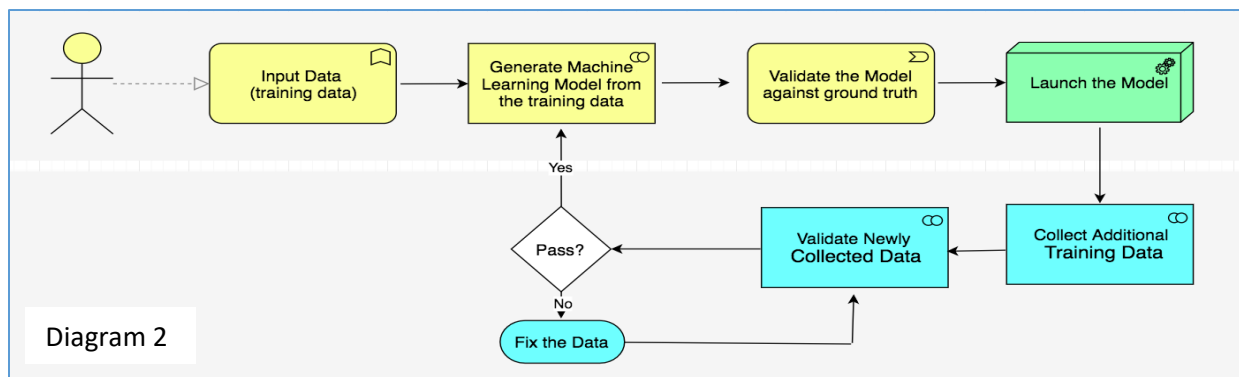 Input Data
(training data)
Generate Machine
Learning Model from
the training data
Validate the Model
against ground truth
Launch the Model
Yes
Pass?
Validate Newly
Collected Data
Collect Additional
Training Data
No
Fix the Data
Diagram 2